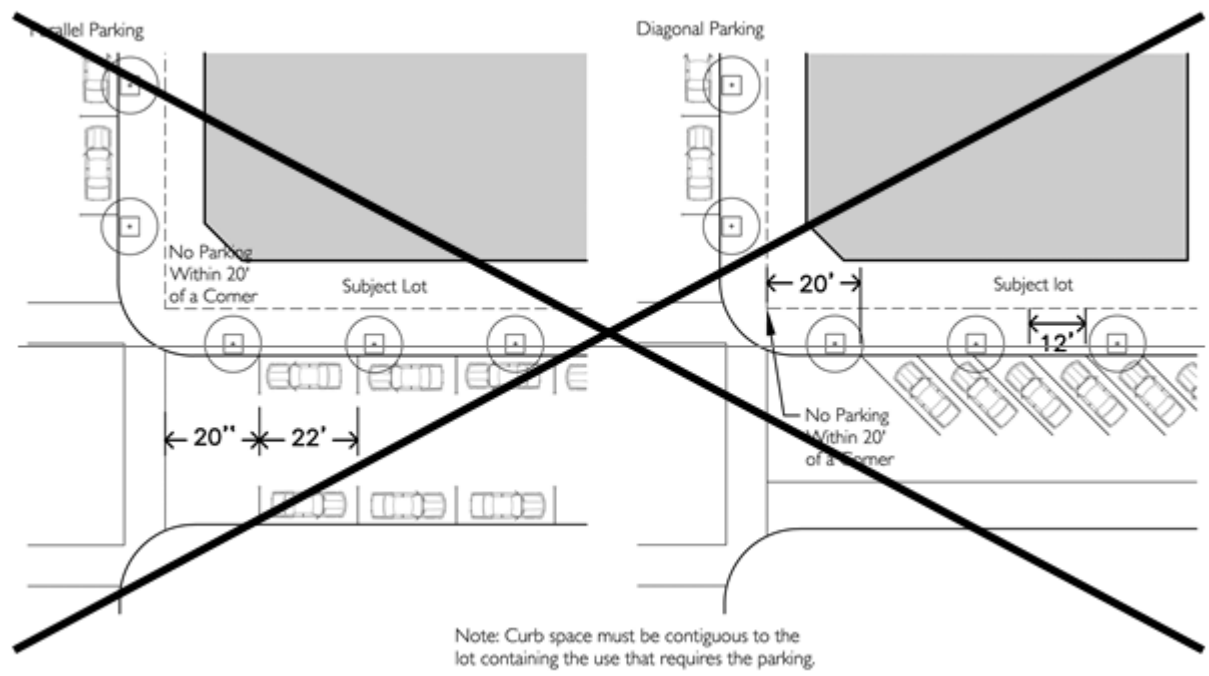 Parallel Parking
No Parking
Within 20'
of a Corner
Subject Lot
20"
22'
Diagonal Parking
20'
Subject lot
12'
No Parking
Within 20'
of a Corner
Note: Curb space must be contiguous to the
lot containing the use that requires the parking.